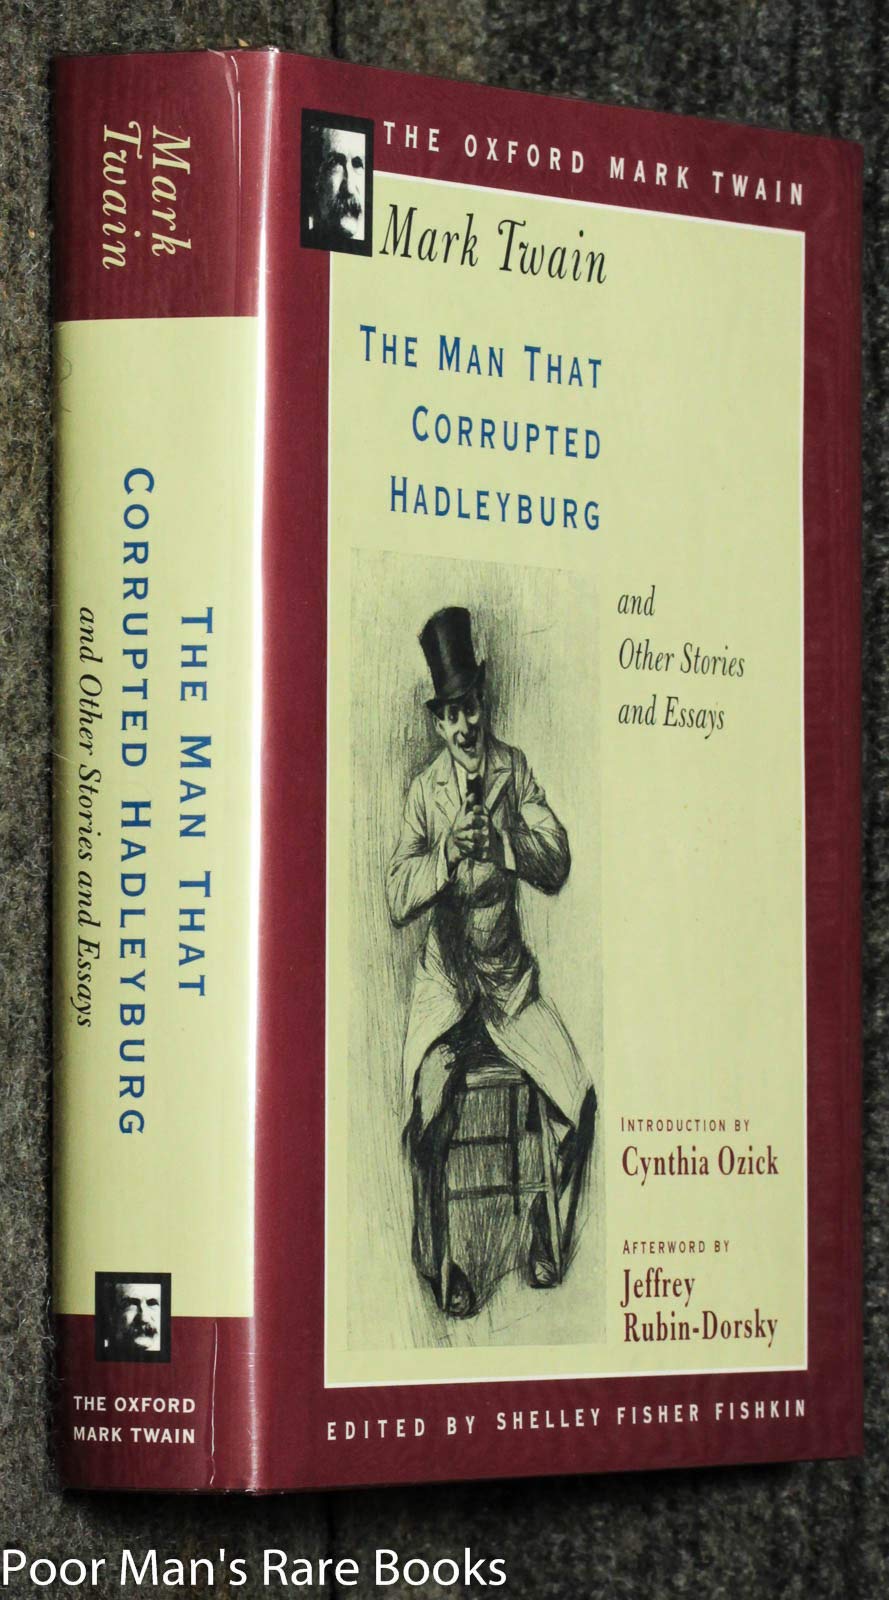 Mark
Twain
THE MAN THAT
CORRUPTED HADLEYBURG
and Other Stories and Essays
THE OXFORD
MARK TWAIN
THE OXFORD MARK TWAIN
Mark Twain
THE MAN THAT
CORRUPTED
HADLEYBURG
and
Other Stories
and Essays
INTRODUCTION BY
Cynthia Ozick
AFTERWORD BY
Jeffrey
Rubin-Dorsky
EDITED BY SHELLEY FISHER FISHKIN
Poor Man's Rare Books